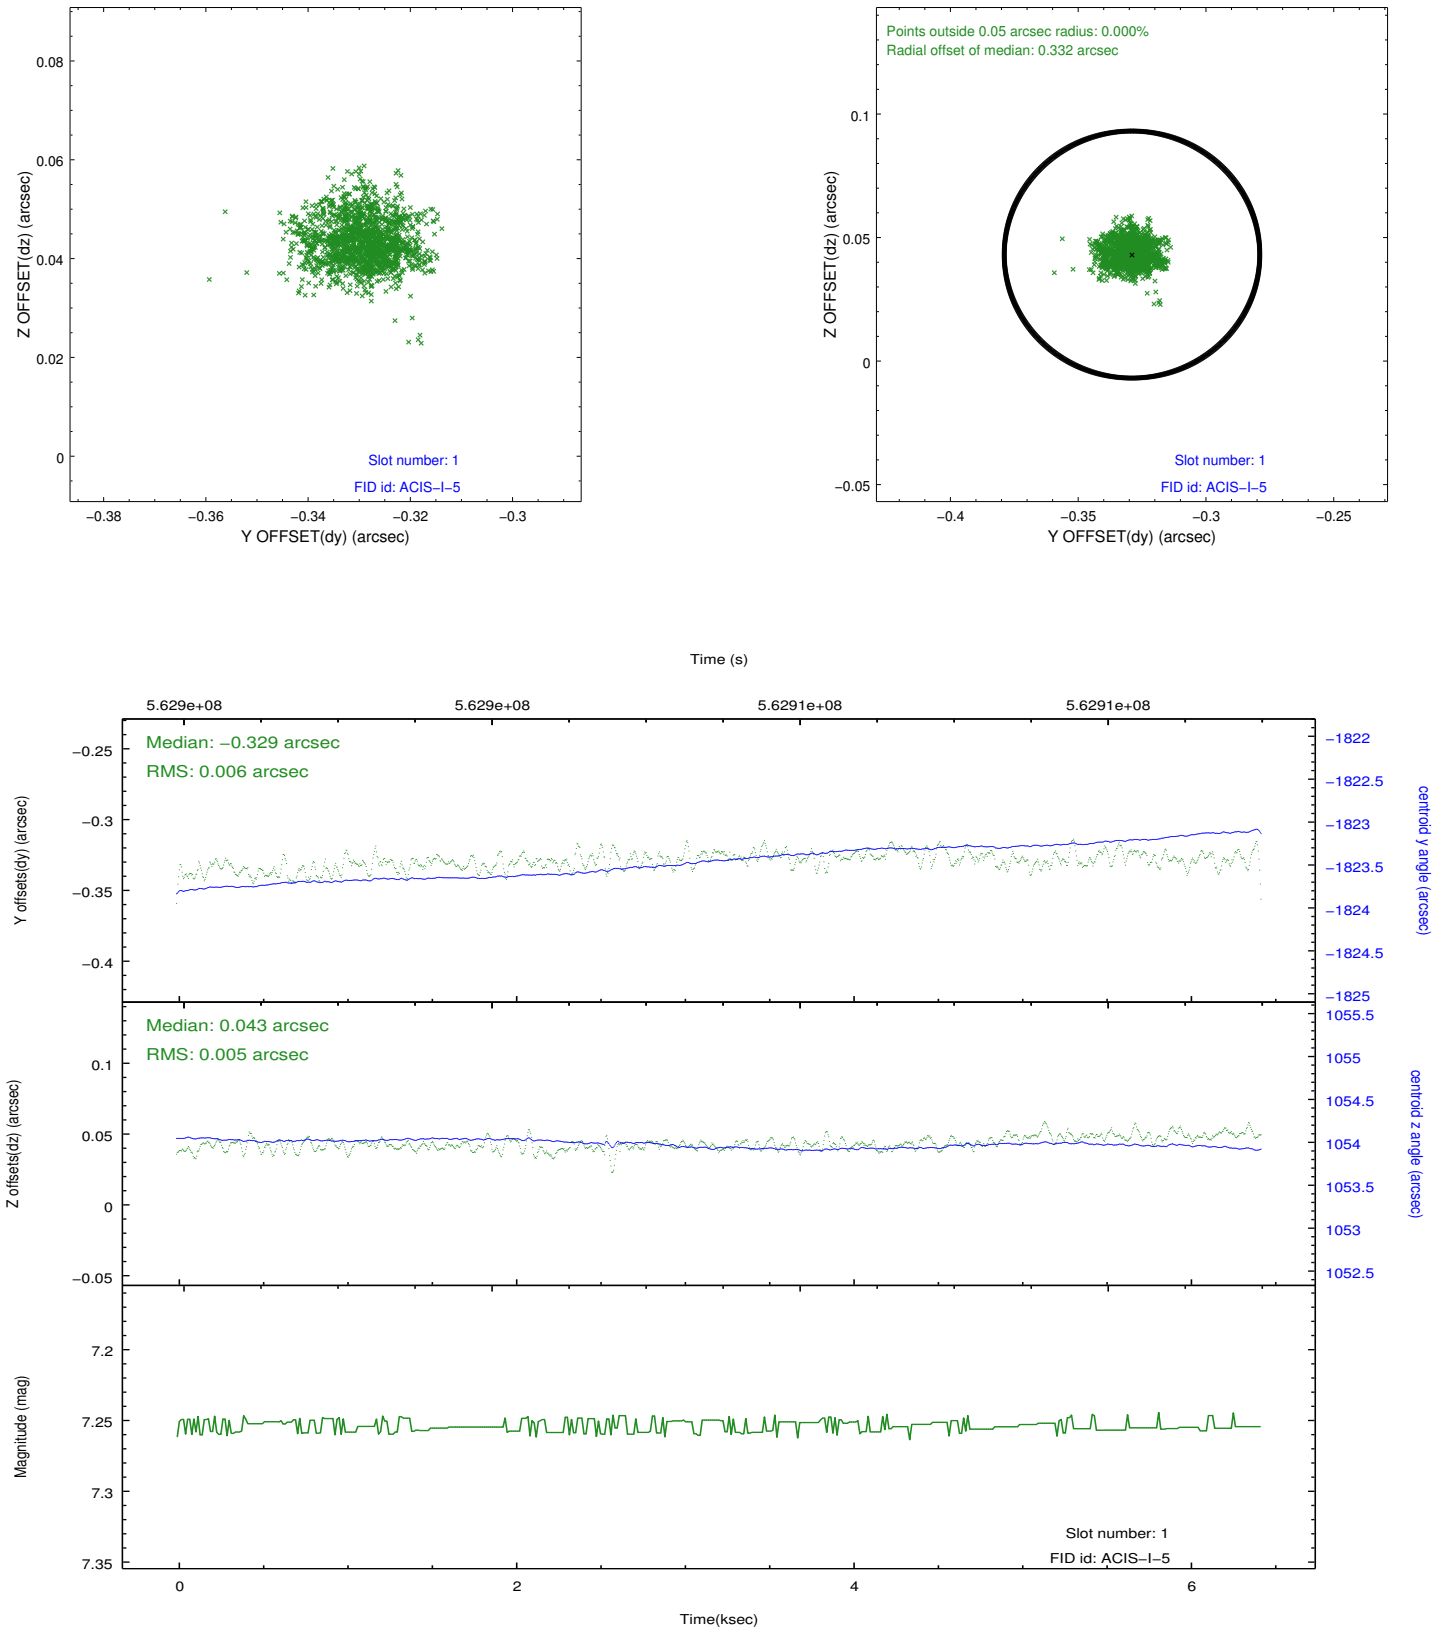 0.08
0.06
0.04
0.02
0
Z OFFSET(dz) (arcsec)
Slot number: 1
FID id: ACIS−I−5
−0.38
−0.36
−0.34
−0.32
−0.3
Y OFFSET(dy) (arcsec)
Points outside 0.05 arcsec radius: 0.000%
Radial offset of median: 0.332 arcsec
0.1
0.05
0
−0.05
Z OFFSET(dz) (arcsec)
Slot number: 1
FID id: ACIS−I−5
−0.4
−0.35
−0.3
−0.25
Y OFFSET(dy) (arcsec)
Time (s)
5.629e+08
5.629e+08
5.6291e+08
5.6291e+08
Median: −0.329 arcsec
RMS: 0.006 arcsec
−0.25
−0.3
−0.35
−0.4
Y offsets(dy) (arcsec)
−1822
−1822.5
−1823
−1823.5
−1824
−1824.5
−1825
centroid y angle (arcsec)
Median: 0.043 arcsec
RMS: 0.005 arcsec
0.1
0.05
0
−0.05
Z offsets(dz) (arcsec)
1055.5
1055
1054.5
1054
1053.5
1053
1052.5
centroid z angle (arcsec)
7.2
7.25
7.3
7.35
Magnitude (mag)
Slot number: 1
FID id: ACIS−I−5
0
2
4
6
Time(ksec)